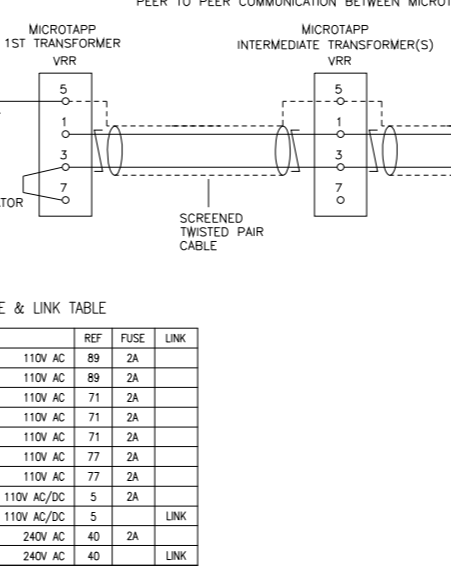 PEER TO PEER COMMUNICATION BETWEEN
MICROTAPP
1ST TRANSFORMER
VRR
5
1
3
7
MICROTAPP
INTERMEDIATE TRANSFORMER(S)
VRR
5
1
3
7
SCREENED
TWISTED PAIR
CABLE
& LINK TABLE
REF FUSE LINK
110V AC 89 2A
110V AC 89 2A
110V AC 71 2A
110V AC 71 2A
110V AC 71 2A
110V AC 77 2A
110V AC 77 2A
110V AC/DC 5 2A
110V AC/DC 5 LINK
240V AC 40 2A
240V AC 40 LINK